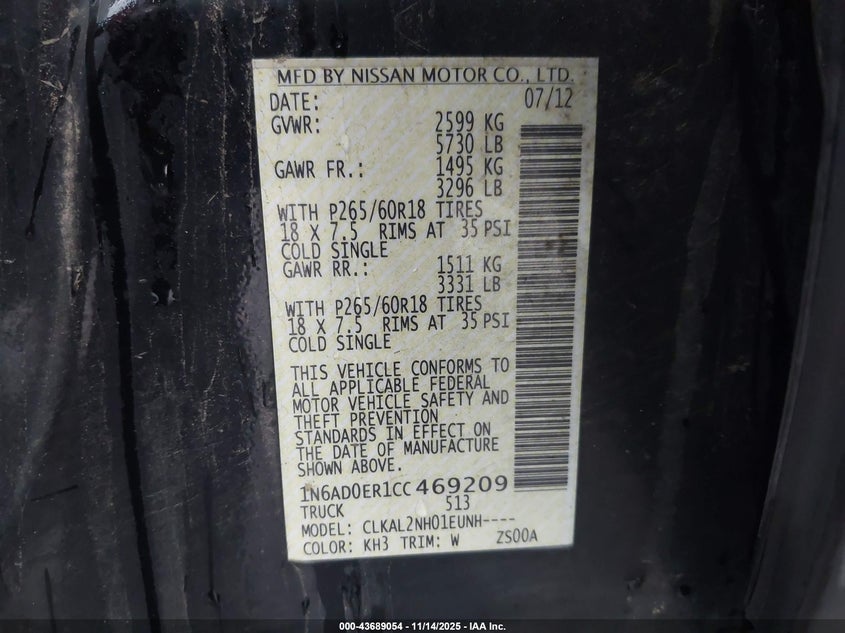 MFD BY NISSAN MOTOR CO., LTD.
DATE: 07/12
GVWR: 2599 KG
5730 LB
GAWR FR.: 1495 KG
3296 LB
WITH P265/60R18 TIRES
18 X 7.5 RIMS AT 35 PSI
COLD SINGLE
GAWR RR.: 1511 KG
3331 LB
WITH P265/60R18 TIRES
18 X 7.5 RIMS AT 35 PSI
COLD SINGLE
THIS VEHICLE CONFORMS TO
ALL APPLICABLE FEDERAL
MOTOR VEHICLE SAFETY AND
THEFT PREVENTION
STANDARDS IN EFFECT ON
THE DATE OF MANUFACTURE
SHOWN ABOVE.
1N6AD0ER1CC 469209
TRUCK 513
MODEL: CLKAL2NH01EUNH----
COLOR: KH3 TRIM: W ZS00A
000-43689054 - 11/14/2025 - IAA Inc.